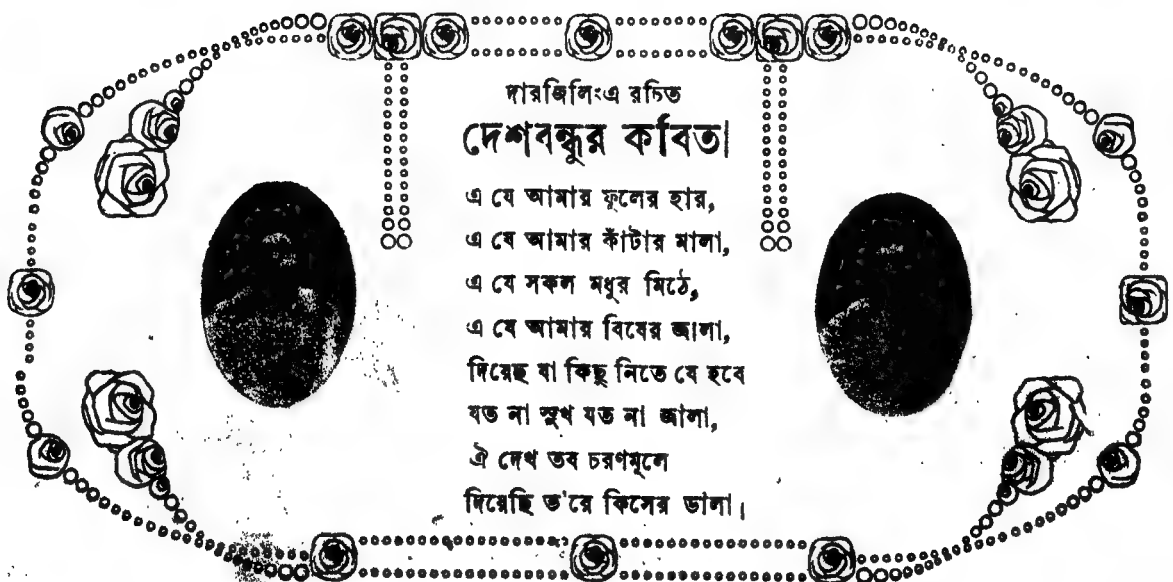 দারজিলিংএ রচিত
দেশবন্ধুর কবিতা
এ যে আমার ফুলের হার,
এ যে আমার কাঁটার মালা,
এ যে সকল মধুর মিঠে,
এ যে আমার বিষের জ্বালা,
দিয়েছ যা কিছু নিতে যে হবে
যত না সুখ যত না জ্বালা,
ঐ দেখ তব চরণমূলে
দিয়েছি ভ'রে কিসের ডালা।